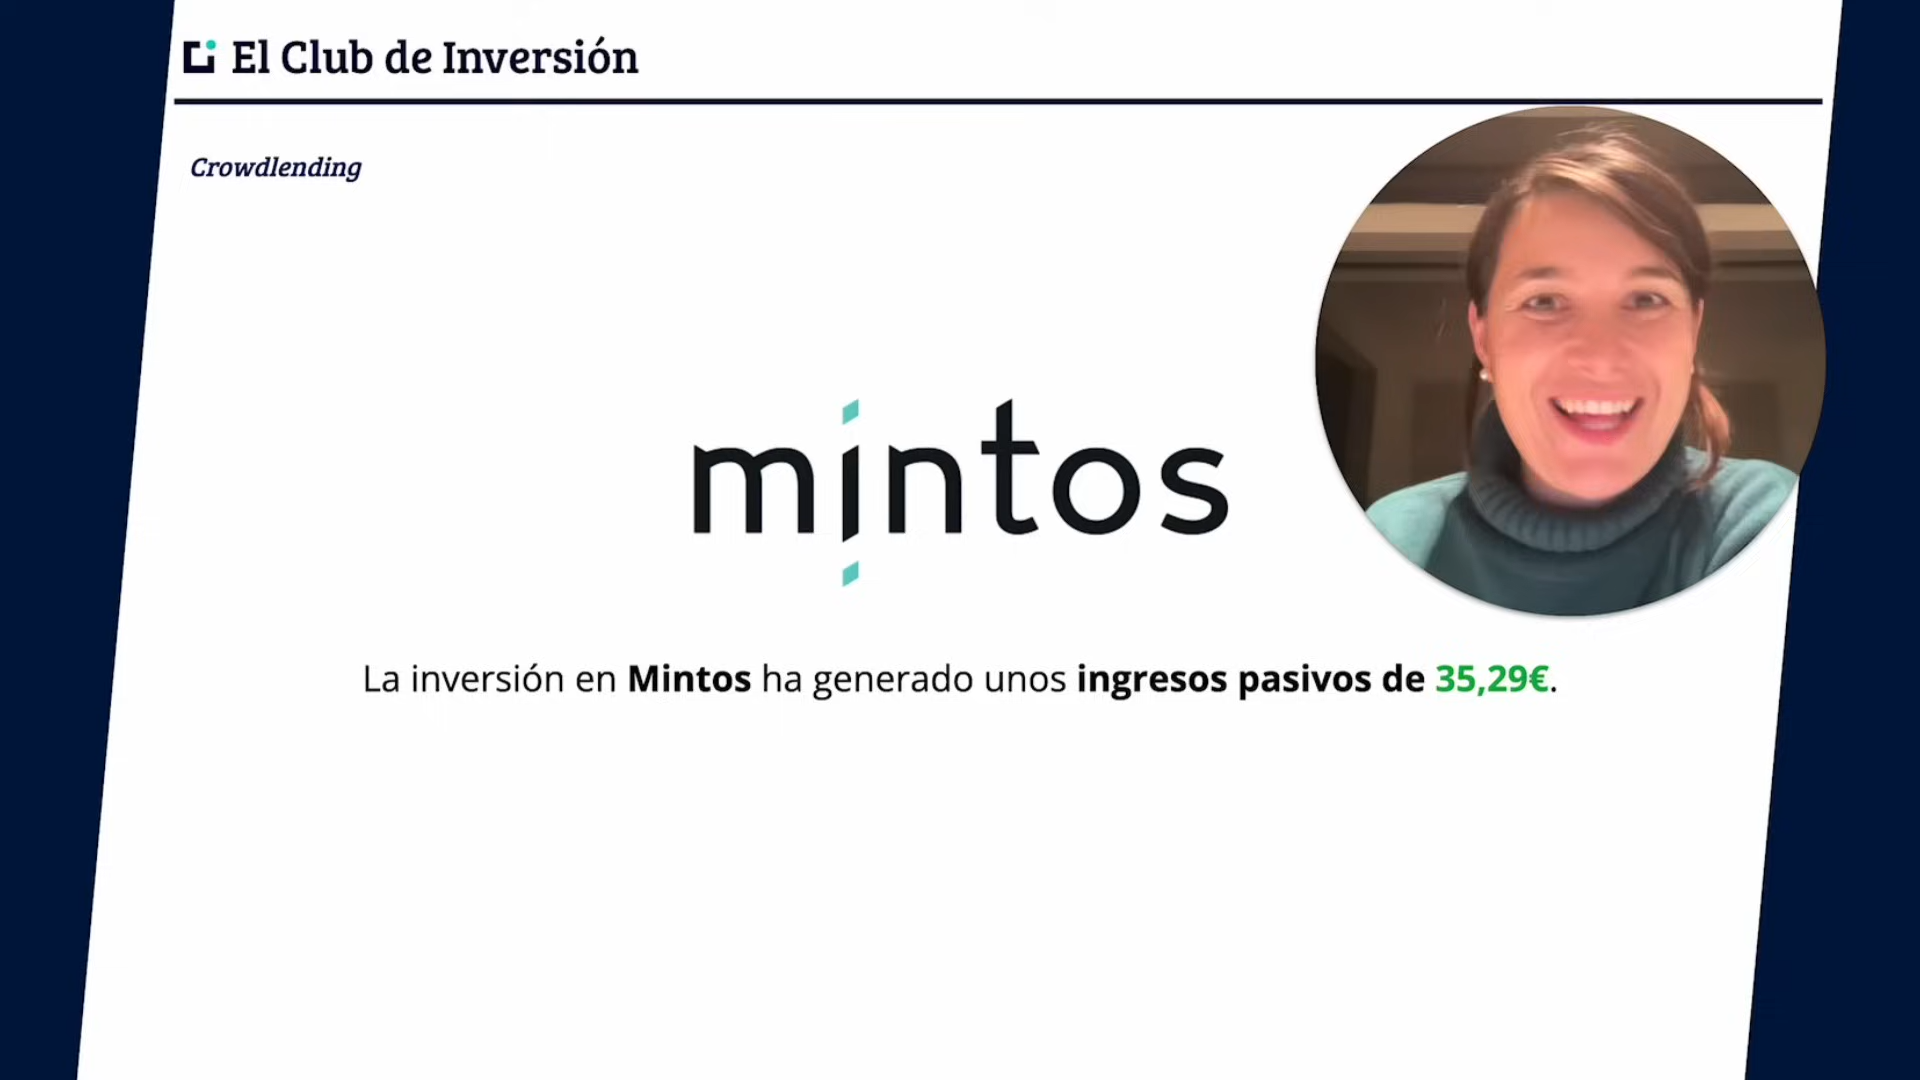 El Club de Inversión
Crowdlending
mintos
La inversión en Mintos ha generado unos ingresos pasivos de 35,29€.